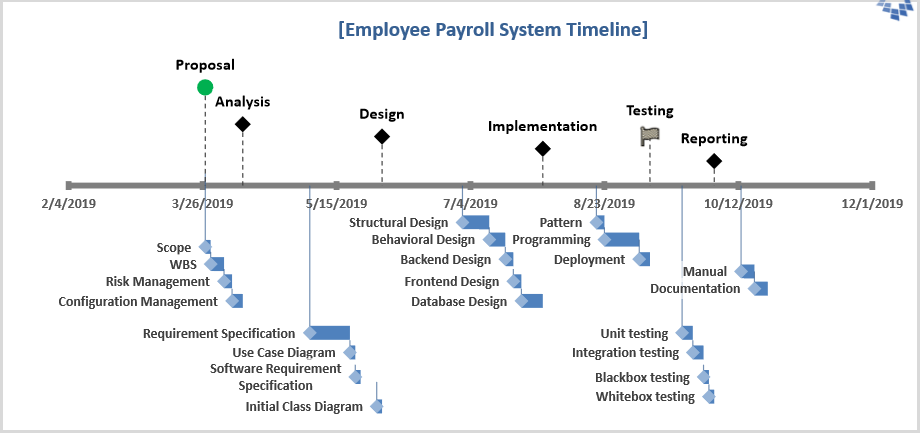 [Employee Payroll System Timeline]
Proposal
Analysis
Design
Implementation
Testing
Reporting
2/4/2019
3/26/2019
5/15/2019
7/4/2019
8/23/2019
10/12/2019
12/1/2019
Scope
WBS
Risk Management
Configuration Management
Requirement Specification
Use Case Diagram
Software Requirement
Specification
Initial Class Diagram
Structural Design
Behavioral Design
Backend Design
Frontend Design
Database Design
Pattern
Programming
Deployment
Unit testing
Integration testing
Blackbox testing
Whitebox testing
Manual
Documentation